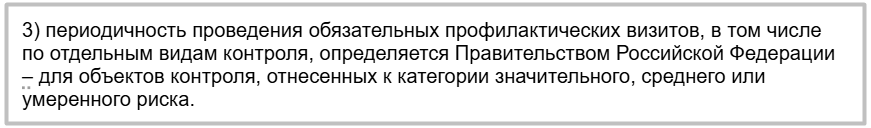 3) периодичность проведения обязательных профилактических визитов, в том числе
по отдельным видам контроля, определяется Правительством Российской Федерации
– для объектов контроля, отнесенных к категории значительного, среднего или
умеренного риска.